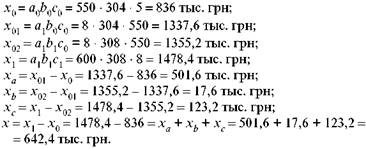 x₀ = a₀b₀c₀ = 550 · 304 · 5 = 836 тыс. грн;
x₀₁ = a₁b₀c₀ = 8 · 304 · 550 = 1337,6 тыс. грн;
x₀₂ = a₁b₁c₀ = 8 · 308 · 550 = 1355,2 тыс. грн;
x₁ = a₁b₁c₁ = 600 · 308 · 8 = 1478,4 тыс. грн;
xₐ = x₀₁ − x₀ = 1337,6 − 836 = 501,6 тыс. грн;
x_b = x₀₂ − x₀₁ = 1355,2 − 1337,6 = 17,6 тыс. грн;
x_c = x₁ − x₀₂ = 1478,4 − 1355,2 = 123,2 тыс. грн;
x = x₁ − x₀ = 1478,4 − 836 = xₐ + x_b + x_c = 501,6 + 17,6 + 123,2 =
= 642,4 тыс. грн.